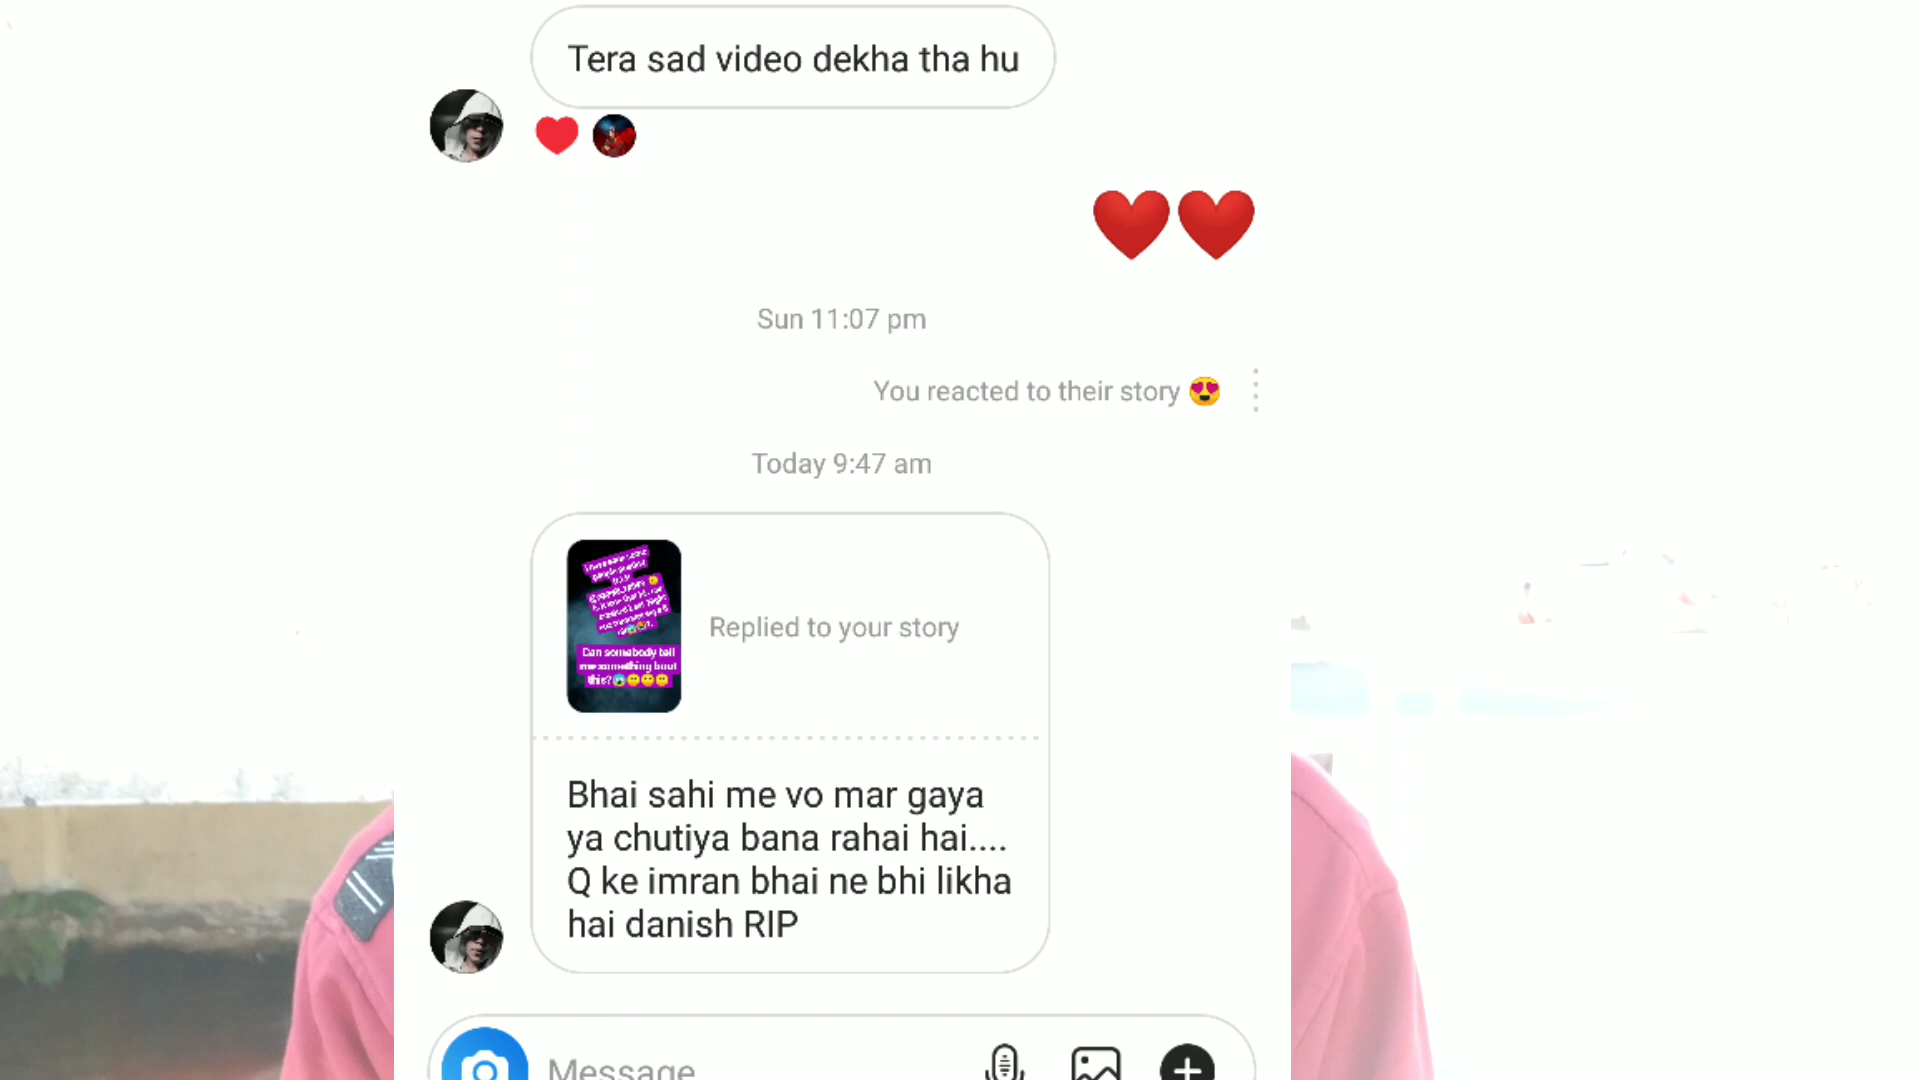 Tera sad video dekha tha hu
Sun 11:07 pm
You reacted to their story
Today 9:47 am
Replied to your story
Can somebody tell
me something bout
this?
Bhai sahi me vo mar gaya
ya chutiya bana rahai hai....
Q ke imran bhai ne bhi likha
hai danish RIP
Message